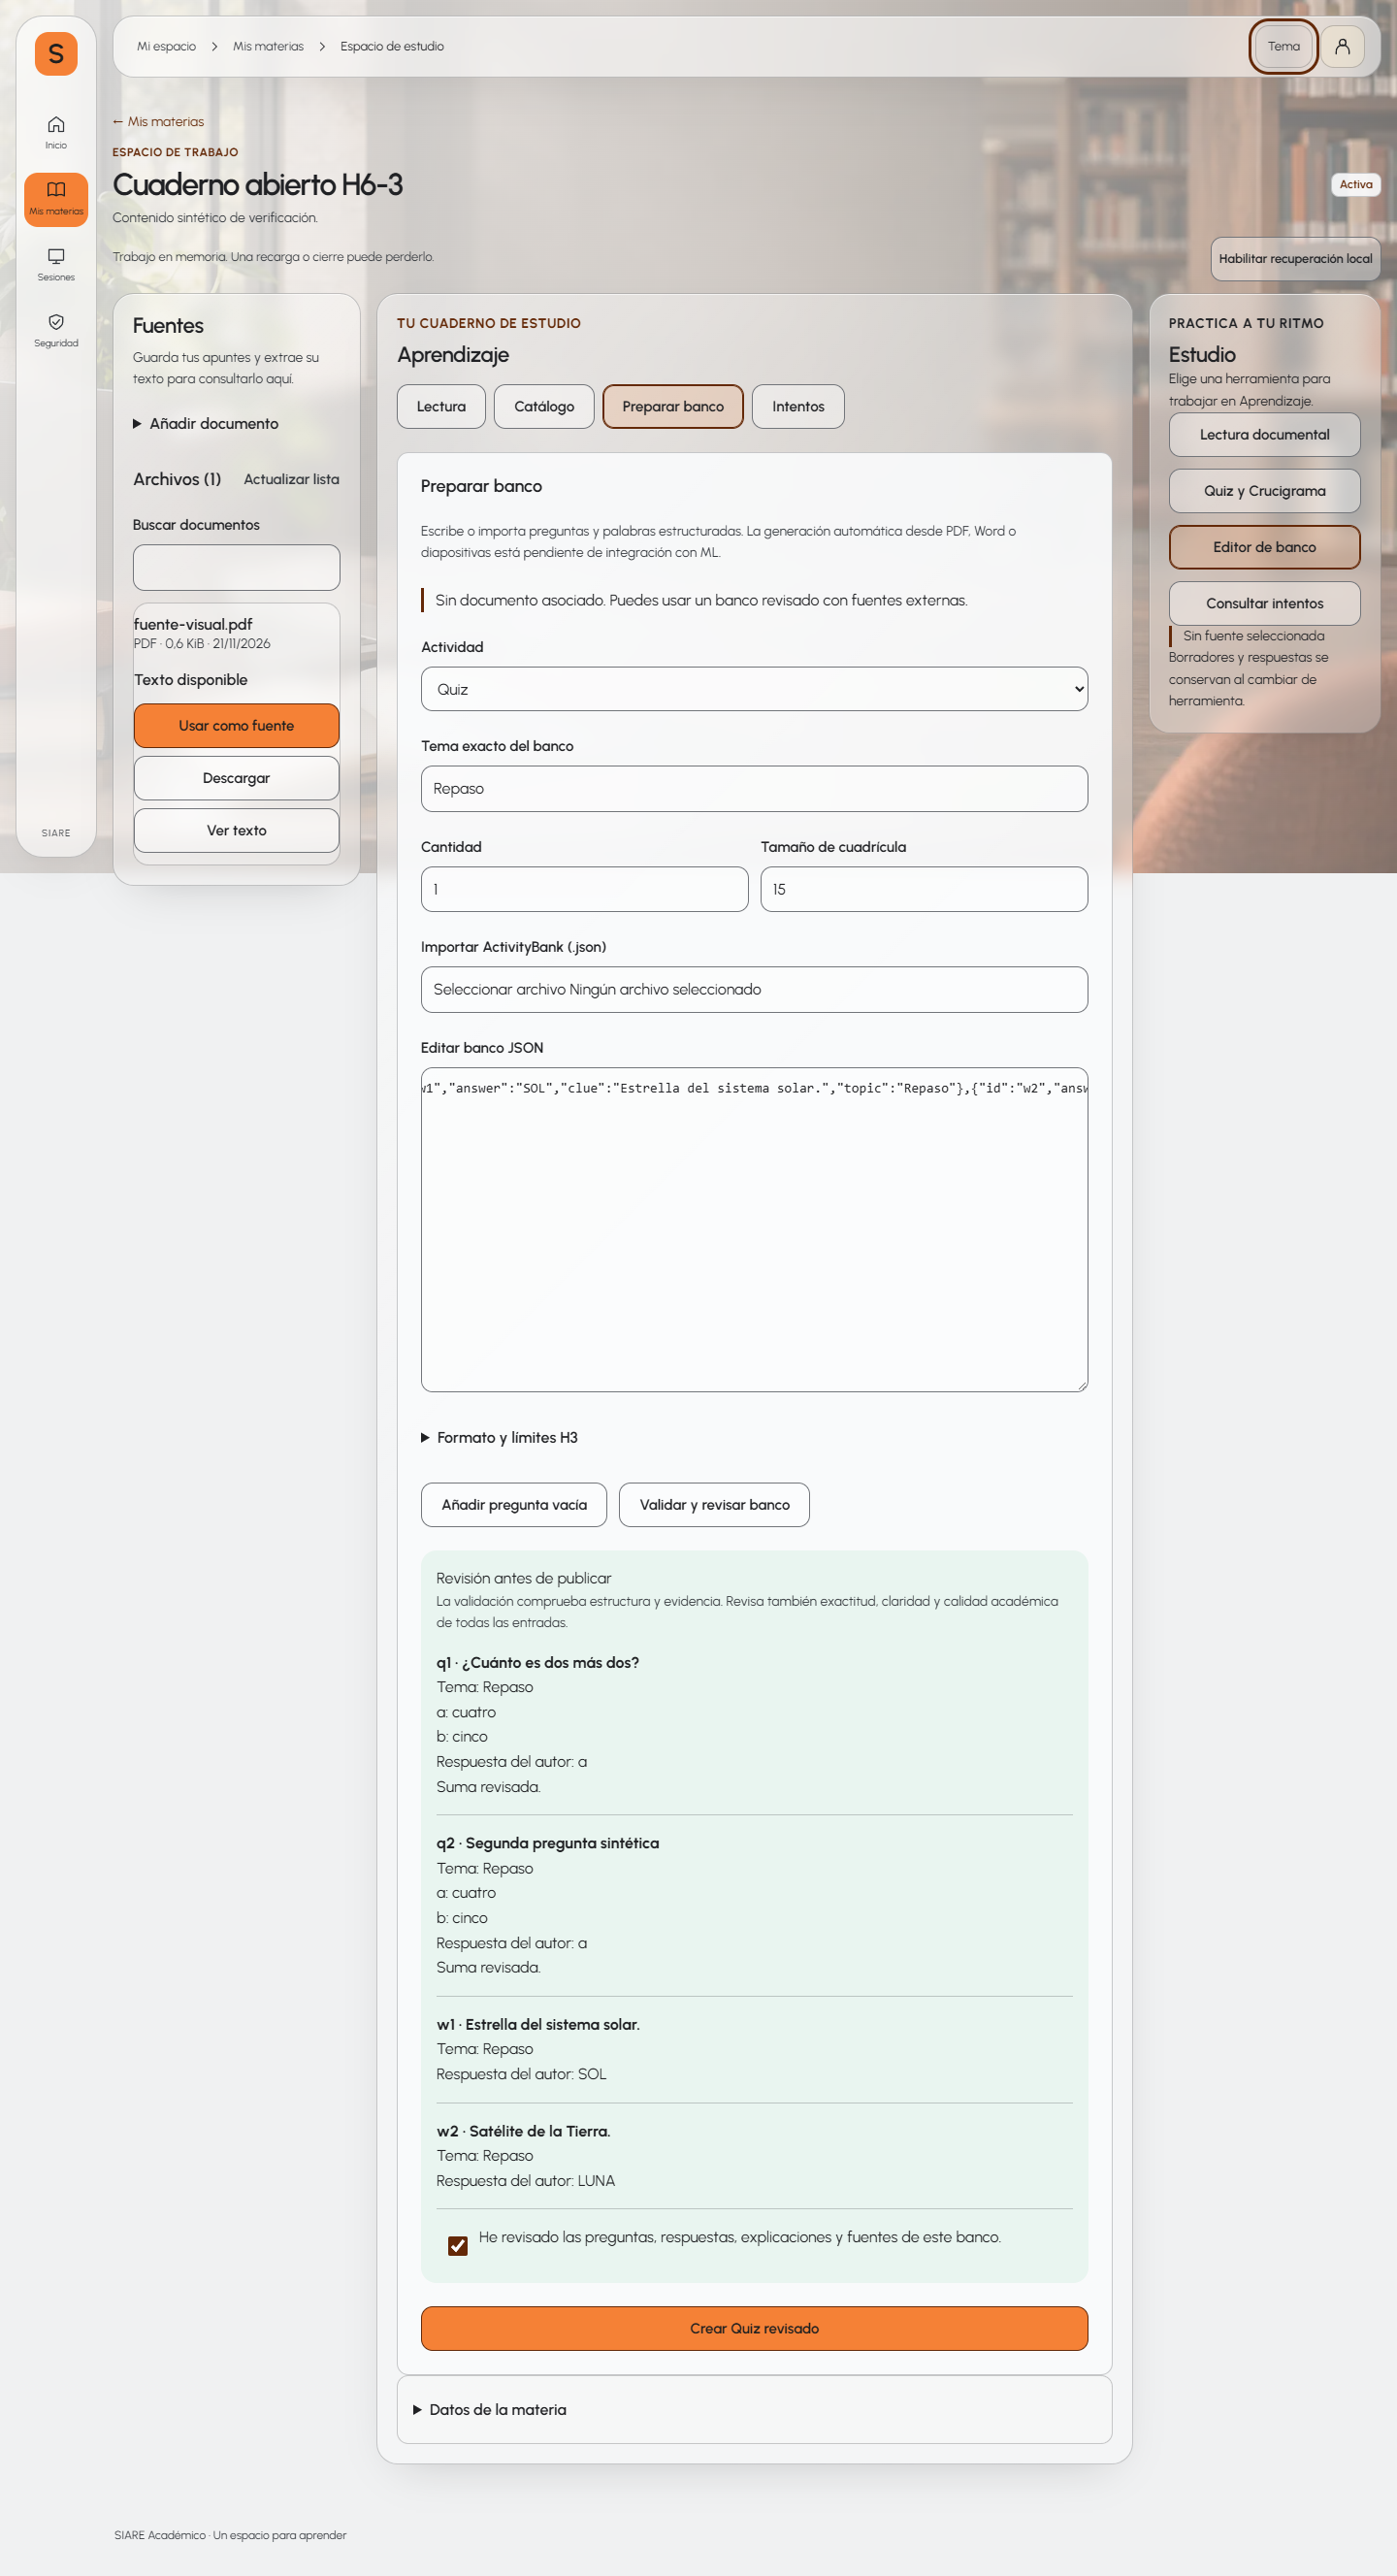 S
Inicio
Mis materias
Sesiones
Seguridad
SIARE
Mi espacio > Mis materias > Espacio de estudio
Tema
← Mis materias
ESPACIO DE TRABAJO
Cuaderno abierto H6-3
Activa
Contenido sintético de verificación.
Trabajo en memoria. Una recarga o cierre puede perderlo.
Habilitar recuperación local
Fuentes
Guarda tus apuntes y extrae su
texto para consultarlo aquí.
Añadir documento
Archivos (1) Actualizar lista
Buscar documentos
fuente-visual.pdf
PDF · 0,6 KiB · 21/11/2026
Texto disponible
Usar como fuente
Descargar
Ver texto
TU CUADERNO DE ESTUDIO
Aprendizaje
Lectura Catálogo Preparar banco Intentos
Preparar banco
Escribe o importa preguntas y palabras estructuradas. La generación automática desde PDF, Word o
diapositivas está pendiente de integración con ML.
Sin documento asociado. Puedes usar un banco revisado con fuentes externas.
Actividad
Quiz
Tema exacto del banco
Repaso
Cantidad Tamaño de cuadrícula
1 15
Importar ActivityBank (.json)
Seleccionar archivo Ningún archivo seleccionado
Editar banco JSON
w1","answer":"SOL","clue":"Estrella del sistema solar.","topic":"Repaso"},{"id":"w2","answ
Formato y límites H3
Añadir pregunta vacía Validar y revisar banco
Revisión antes de publicar
La validación comprueba estructura y evidencia. Revisa también exactitud, claridad y calidad académica
de todas las entradas.
q1 · ¿Cuánto es dos más dos?
Tema: Repaso
a: cuatro
b: cinco
Respuesta del autor: a
Suma revisada.
q2 · Segunda pregunta sintética
Tema: Repaso
a: cuatro
b: cinco
Respuesta del autor: a
Suma revisada.
w1 · Estrella del sistema solar.
Tema: Repaso
Respuesta del autor: SOL
w2 · Satélite de la Tierra.
Tema: Repaso
Respuesta del autor: LUNA
He revisado las preguntas, respuestas, explicaciones y fuentes de este banco.
Crear Quiz revisado
Datos de la materia
PRACTICA A TU RITMO
Estudio
Elige una herramienta para
trabajar en Aprendizaje.
Lectura documental
Quiz y Crucigrama
Editor de banco
Consultar intentos
Sin fuente seleccionada
Borradores y respuestas se
conservan al cambiar de
herramienta.
SIARE Académico · Un espacio para aprender